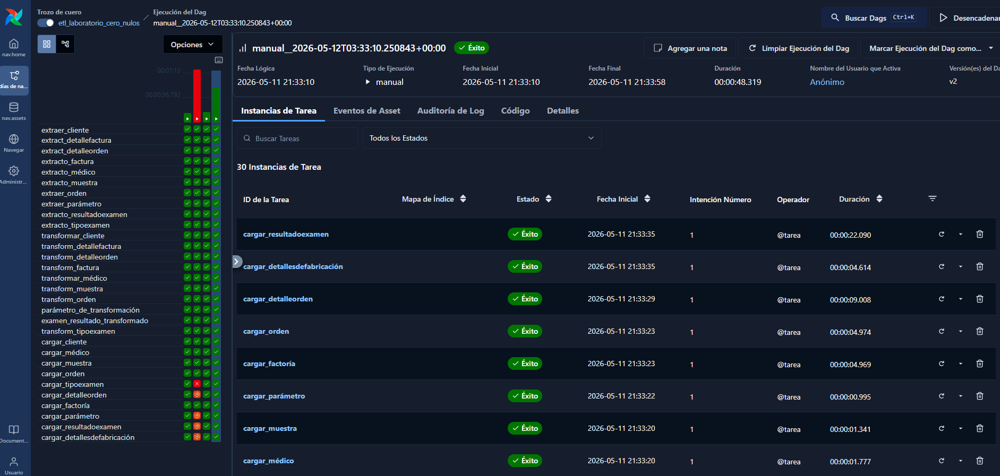 Trozo de cuero
etl_laboratorio_cero_nulos
/
Ejecución del Dag
manual__2026-05-12T03:33:10.250843+00:00
Buscar Dags
Ctrl+K
Desencadenar
nav.home
días de na...
nav.assets
Navegar
Administr...
Document...
Usuario
Opciones
00:01:13
00:00:36.792
extraer_cliente
extract_detallefactura
extract_detalleorden
extracto_factura
extracto_médico
extracto_muestra
extraer_orden
extraer_parámetro
extracto_resultadoexamen
extracto_tipoexamen
transformar_cliente
transform_detallefactura
transform_detalleorden
transform_factura
transformar_médico
transform_muestra
transform_orden
parámetro_de_transformación
examen_resultado_transformado
transform_tipoexamen
cargar_cliente
cargar_médico
cargar_muestra
cargar_orden
cargar_tipoexamen
cargar_detalleorden
cargar_factoría
cargar_parámetro
cargar_resultadoexamen
cargar_detallesdefabricación
manual__2026-05-12T03:33:10.250843+00:00
Éxito
Agregar una nota
Limpiar Ejecución del Dag
Marcar Ejecución del Dag como...
Fecha Lógica
2026-05-11 21:33:10
Tipo de Ejecución
manual
Fecha Inicial
2026-05-11 21:33:10
Fecha Final
2026-05-11 21:33:58
Duración
00:00:48.319
Nombre del Usuario que Activa
Anónimo
Versión(es) del Da
v2
Instancias de Tarea
Eventos de Asset
Auditoría de Log
Código
Detalles
Buscar Tareas
Todos los Estados
30 Instancias de Tarea
ID de la Tarea Mapa de Índice Estado Fecha Inicial Intención Número Operador Duración
cargar_resultadoexamen Éxito 2026-05-11 21:33:35 1 @tarea 00:00:22.090
cargar_detallesdefabricación Éxito 2026-05-11 21:33:35 1 @tarea 00:00:04.614
cargar_detalleorden Éxito 2026-05-11 21:33:29 1 @tarea 00:00:09.008
cargar_orden Éxito 2026-05-11 21:33:23 1 @tarea 00:00:04.974
cargar_factoría Éxito 2026-05-11 21:33:23 1 @tarea 00:00:04.969
cargar_parámetro Éxito 2026-05-11 21:33:22 1 @tarea 00:00:00.995
cargar_muestra Éxito 2026-05-11 21:33:20 1 @tarea 00:00:01.341
cargar_médico Éxito 2026-05-11 21:33:20 1 @tarea 00:00:01.777